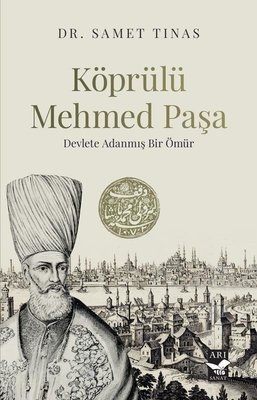 DR. SAMET TINAS
Köprülü
Mehmed Paşa
Devlete Adanmış Bir Ömür
ARI
SANAT